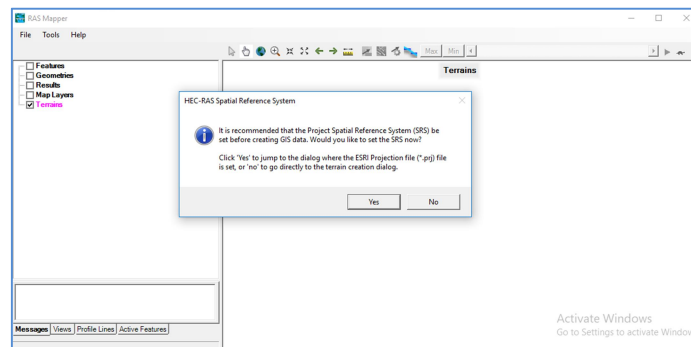 RAS Mapper
File Tools Help
Max Min
Features
Geometries
Results
Map Layers
Terrains
Terrains
HEC-RAS Spatial Reference System
It is recommended that the Project Spatial Reference System (SRS) be
set before creating GIS data. Would you like to set the SRS now?
Click 'Yes' to jump to the dialog where the ESRI Projection file (*.prj) file
is set, or 'no' to go directly to the terrain creation dialog.
Yes No
Messages Views Profile Lines Active Features
Activate Windows
Go to Settings to activate Window